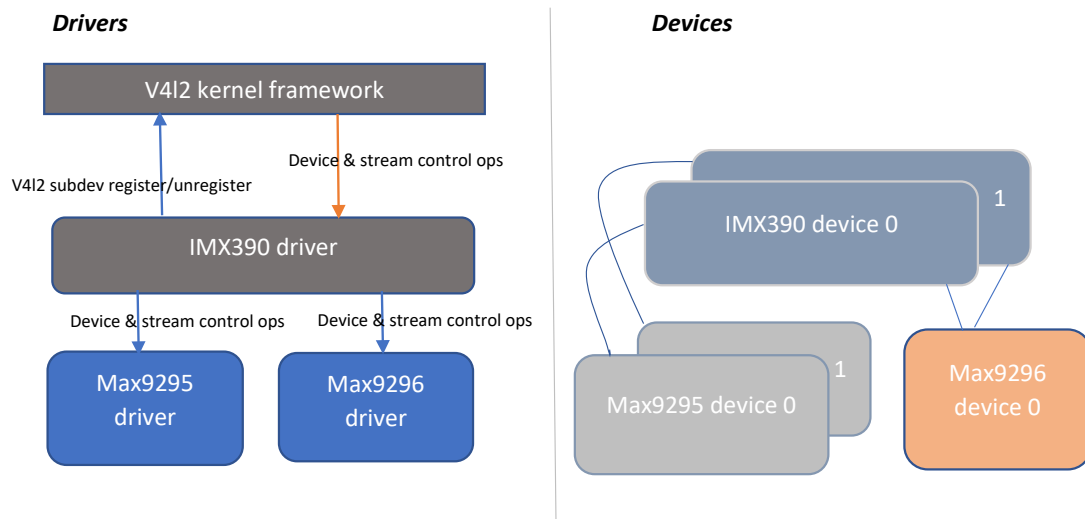 Drivers
Devices
V4l2 kernel framework
Device & stream control ops
V4l2 subdev register/unregister
IMX390 driver
Device & stream control ops
Device & stream control ops
Max9295
driver
Max9296
driver
1
IMX390 device 0
1
Max9295 device 0
Max9296
device 0